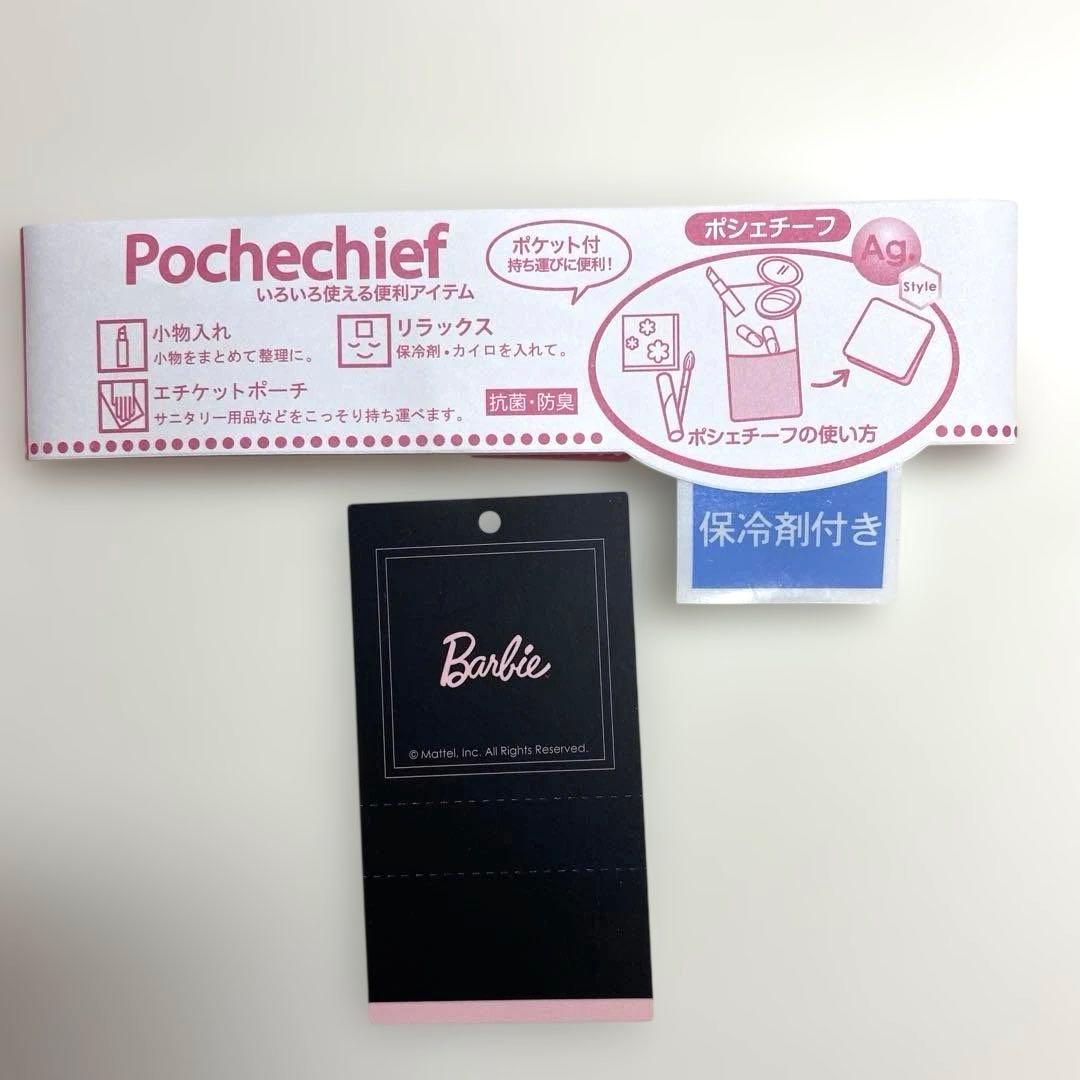 Pochechief
いろいろ使える便利アイテム
ポケット付
持ち運びに便利!
ポシェチーフ
Ag.
Style
小物入れ
小物をまとめて整理に。
リラックス
保冷剤・カイロを入れて。
エチケットポーチ
サニタリー用品などをこっそり持ち運べます。
抗菌・防臭
ポシェチーフの使い方
保冷剤付き
Barbie
© Mattel, Inc. All Rights Reserved.